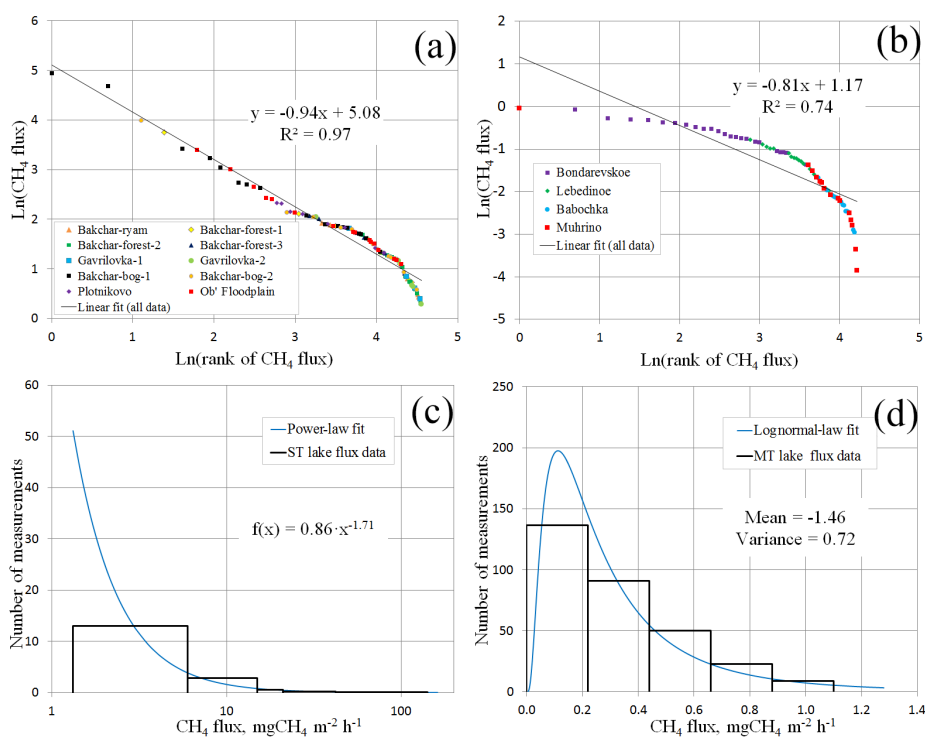 (a)
6
5
4
3
2
1
0
Ln(CH₄ flux)
y = -0.94x + 5.08
R² = 0.97
Bakchar-ryam
Bakchar-forest-1
Bakchar-forest-2
Bakchar-forest-3
Gavrilovka-1
Gavrilovka-2
Bakchar-bog-1
Bakchar-bog-2
Plotnikovo
Ob' Floodplain
Linear fit (all data)
0 1 2 3 4 5
Ln(rank of CH₄ flux)
(b)
2
1
0
-1
-2
-3
-4
-5
Ln(CH₄ flux)
y = -0.81x + 1.17
R² = 0.74
Bondarevskoe
Lebedinoe
Babochka
Muhrino
Linear fit (all data)
0 1 2 3 4 5
Ln(rank of CH₄ flux)
(c)
60
50
40
30
20
10
0
Number of measurements
Power-law fit
ST lake flux data
f(x) = 0.86·x⁻¹·⁷¹
1 10 100
CH₄ flux, mgCH₄ m⁻² h⁻¹
(d)
250
200
150
100
50
0
Number of measurements
Lognormal-law fit
MT lake flux data
Mean = -1.46
Variance = 0.72
0.0 0.2 0.4 0.6 0.8 1.0 1.2 1.4
CH₄ flux, mgCH₄ m⁻² h⁻¹